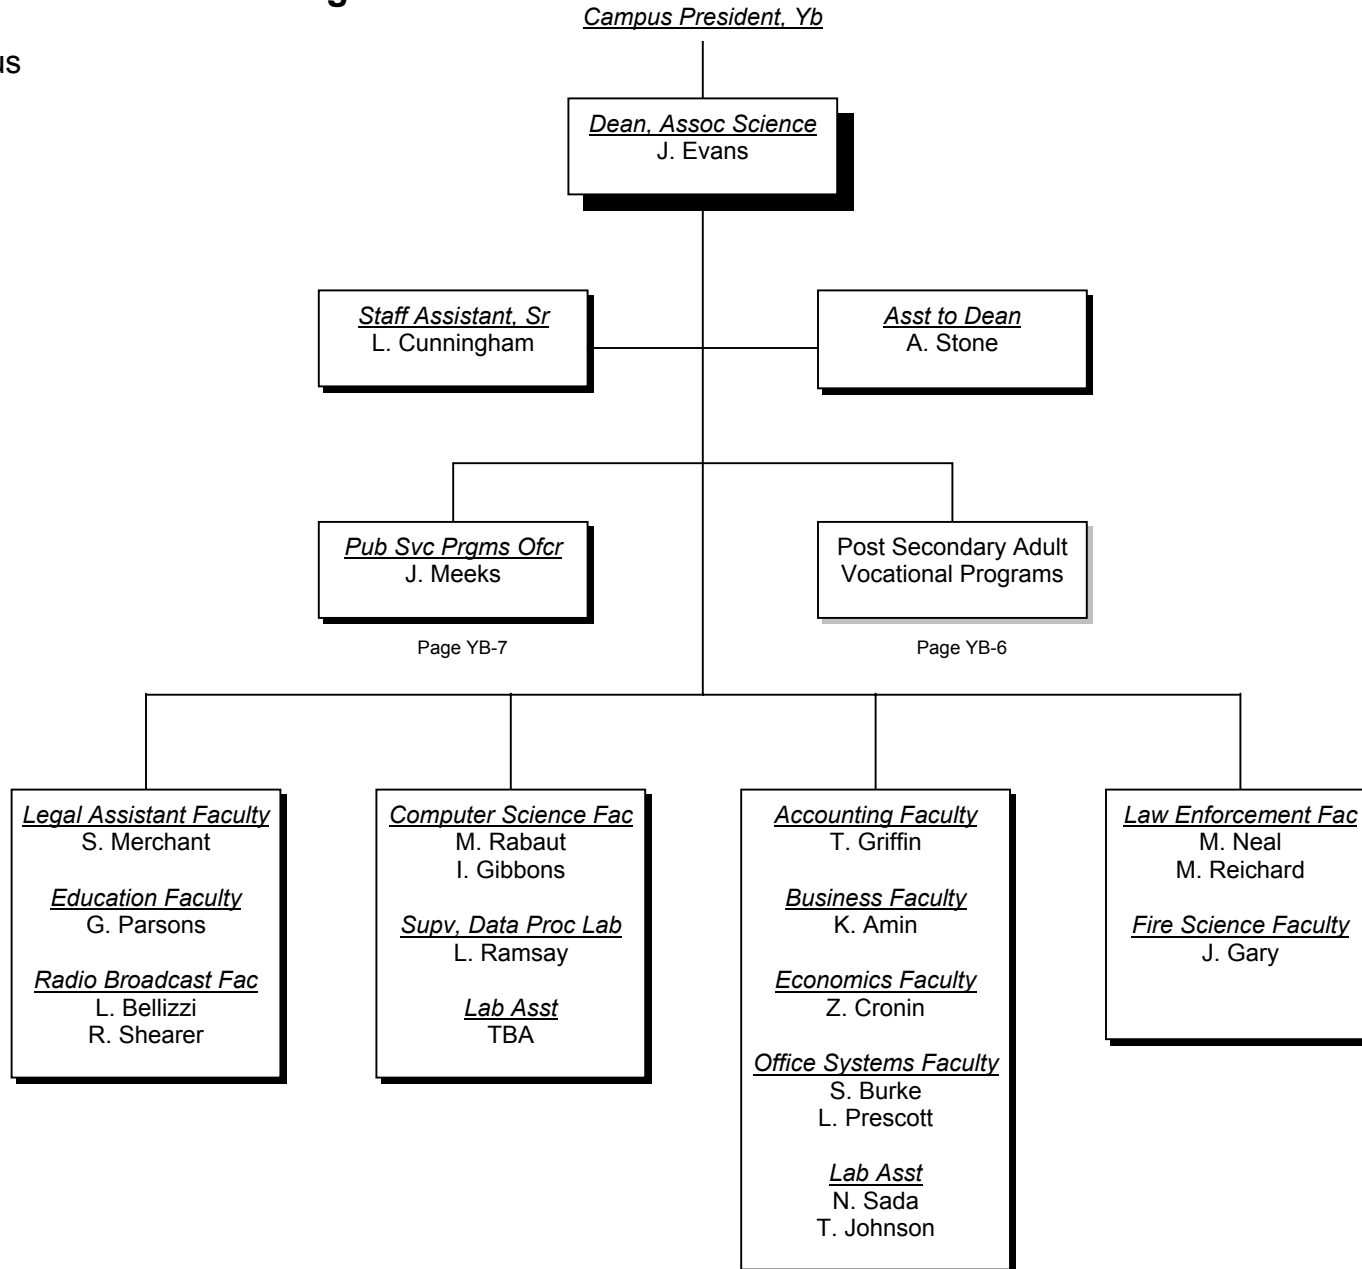 us
Campus President, Yb
Dean, Assoc Science
J. Evans
Staff Assistant, Sr
L. Cunningham
Asst to Dean
A. Stone
Pub Svc Prgms Ofcr
J. Meeks
Page YB-7
Post Secondary Adult
Vocational Programs
Page YB-6
Legal Assistant Faculty
S. Merchant
Education Faculty
G. Parsons
Radio Broadcast Fac
L. Bellizzi
R. Shearer
Computer Science Fac
M. Rabaut
I. Gibbons
Supv, Data Proc Lab
L. Ramsay
Lab Asst
TBA
Accounting Faculty
T. Griffin
Business Faculty
K. Amin
Economics Faculty
Z. Cronin
Office Systems Faculty
S. Burke
L. Prescott
Lab Asst
N. Sada
T. Johnson
Law Enforcement Fac
M. Neal
M. Reichard
Fire Science Faculty
J. Gary